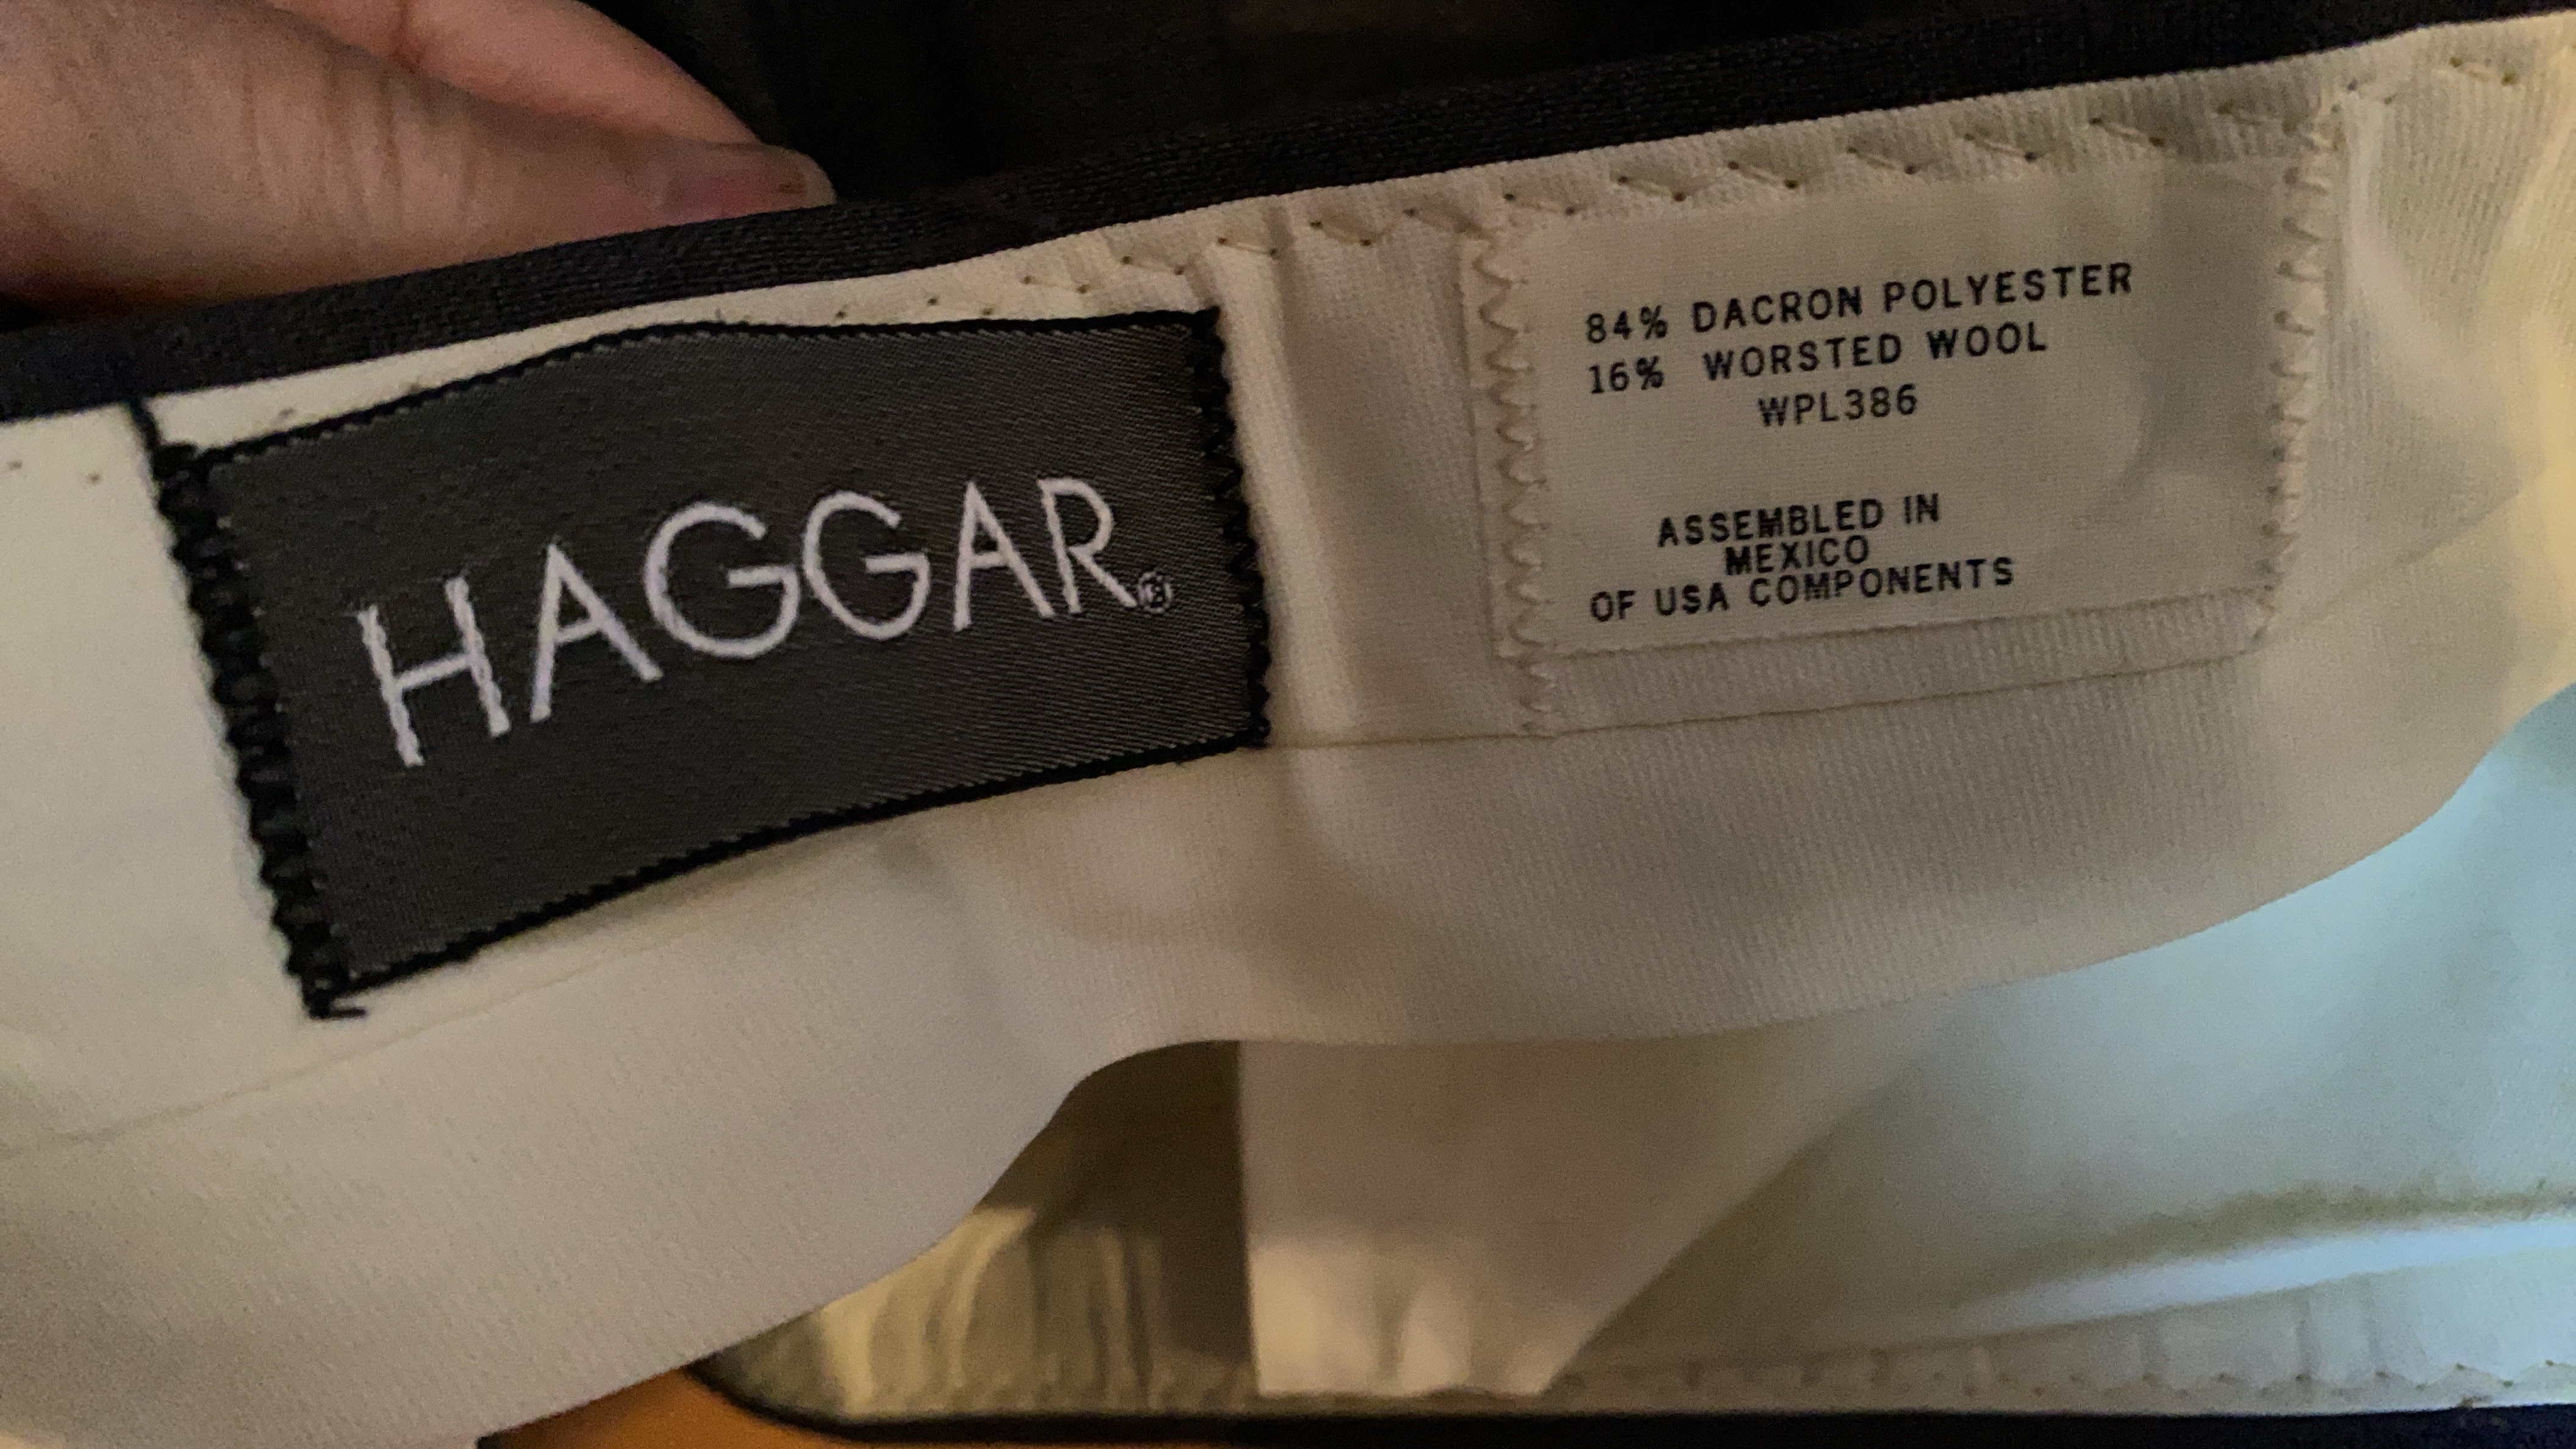 HAGGAR®
84% DACRON POLYESTER
16% WORSTED WOOL
WPL386
ASSEMBLED IN
MEXICO
OF USA COMPONENTS